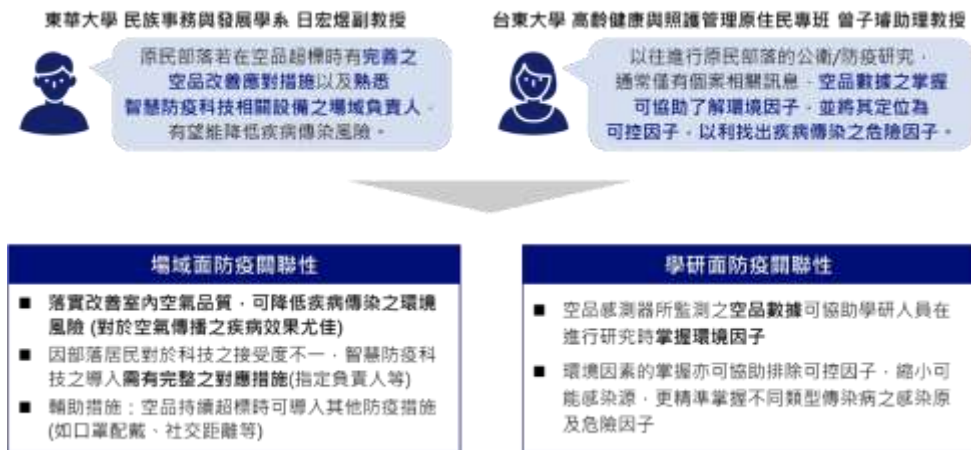 東華大學 民族事務與發展學系 日宏煜副教授
原民部落若在空品超標時有完善之
空品改善應對措施以及熟悉
智慧防疫科技相關設備之場域負責人，
有望能降低疾病傳染風險。
台東大學 高齡健康與照護管理原住民專班 曾子璿助理教授
以往進行原民部落的公衛/防疫研究，
通常僅有個案相關訊息，空品數據之掌握
可協助了解環境因子，並將其定位為
可控因子，以利找出疾病傳染之危險因子。
場域面防疫關聯性
■ 落實改善室內空氣品質，可降低疾病傳染之環境
風險 (對於空氣傳播之疾病效果尤佳)
■ 因部落居民對於科技之接受度不一，智慧防疫科
技之導入需有完整之對應措施(指定負責人等)
■ 輔助措施：空品持續超標時可導入其他防疫措施
(如口罩配戴、社交距離等)
學研面防疫關聯性
■ 空品感測器所監測之空品數據可協助學研人員在
進行研究時掌握環境因子
■ 環境因素的掌握亦可協助排除可控因子，縮小可
能感染源，更精準掌握不同類型傳染病之感染原
及危險因子